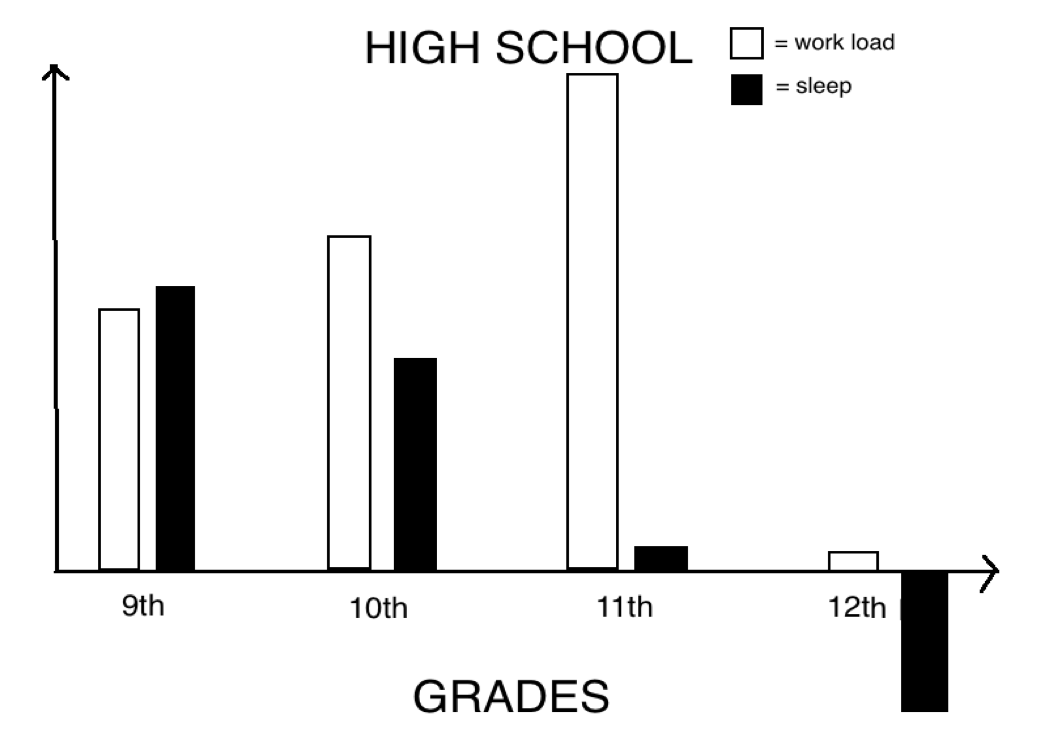 HIGH SCHOOL
= work load
= sleep
9th
10th
11th
12th
GRADES